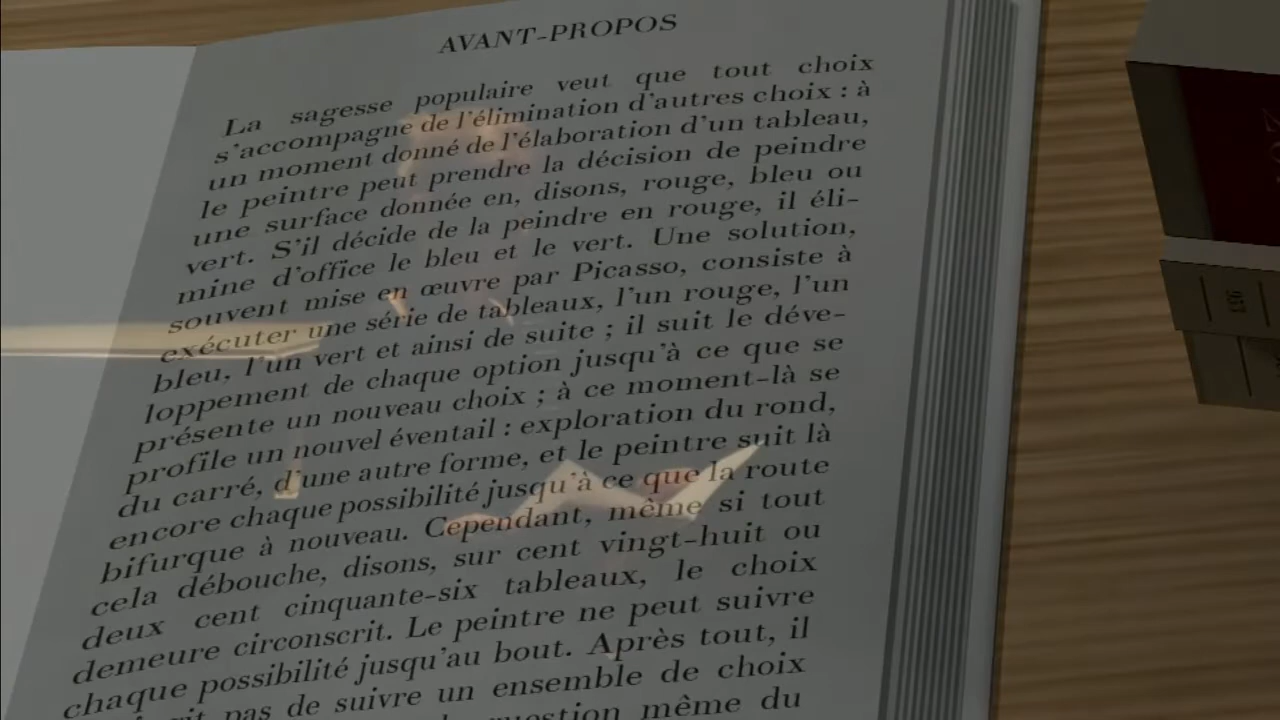 AVANT-PROPOS
La sagesse populaire veut que tout choix
s'accompagne de l'élimination d'autres choix : à
un moment donné de l'élaboration d'un tableau,
le peintre peut prendre la décision de peindre
une surface donnée en, disons, rouge, bleu ou
vert. S'il décide de la peindre en rouge, il éli-
mine d'office le bleu et le vert. Une solution,
souvent mise en œuvre par Picasso, consiste à
exécuter une série de tableaux, l'un rouge, l'un
bleu, l'un vert et ainsi de suite ; il suit le déve-
loppement de chaque option jusqu'à ce que se
présente un nouveau choix ; à ce moment-là se
profile un nouvel éventail : exploration du rond,
du carré, d'une autre forme, et le peintre suit là
encore chaque possibilité jusqu'à ce que la route
bifurque à nouveau. Cependant, même si tout
cela débouche, disons, sur cent vingt-huit ou
deux cent cinquante-six tableaux, le choix
demeure circonscrit. Le peintre ne peut suivre
chaque possibilité jusqu'au bout. Après tout, il
pas de suivre un ensemble de choix
question même du